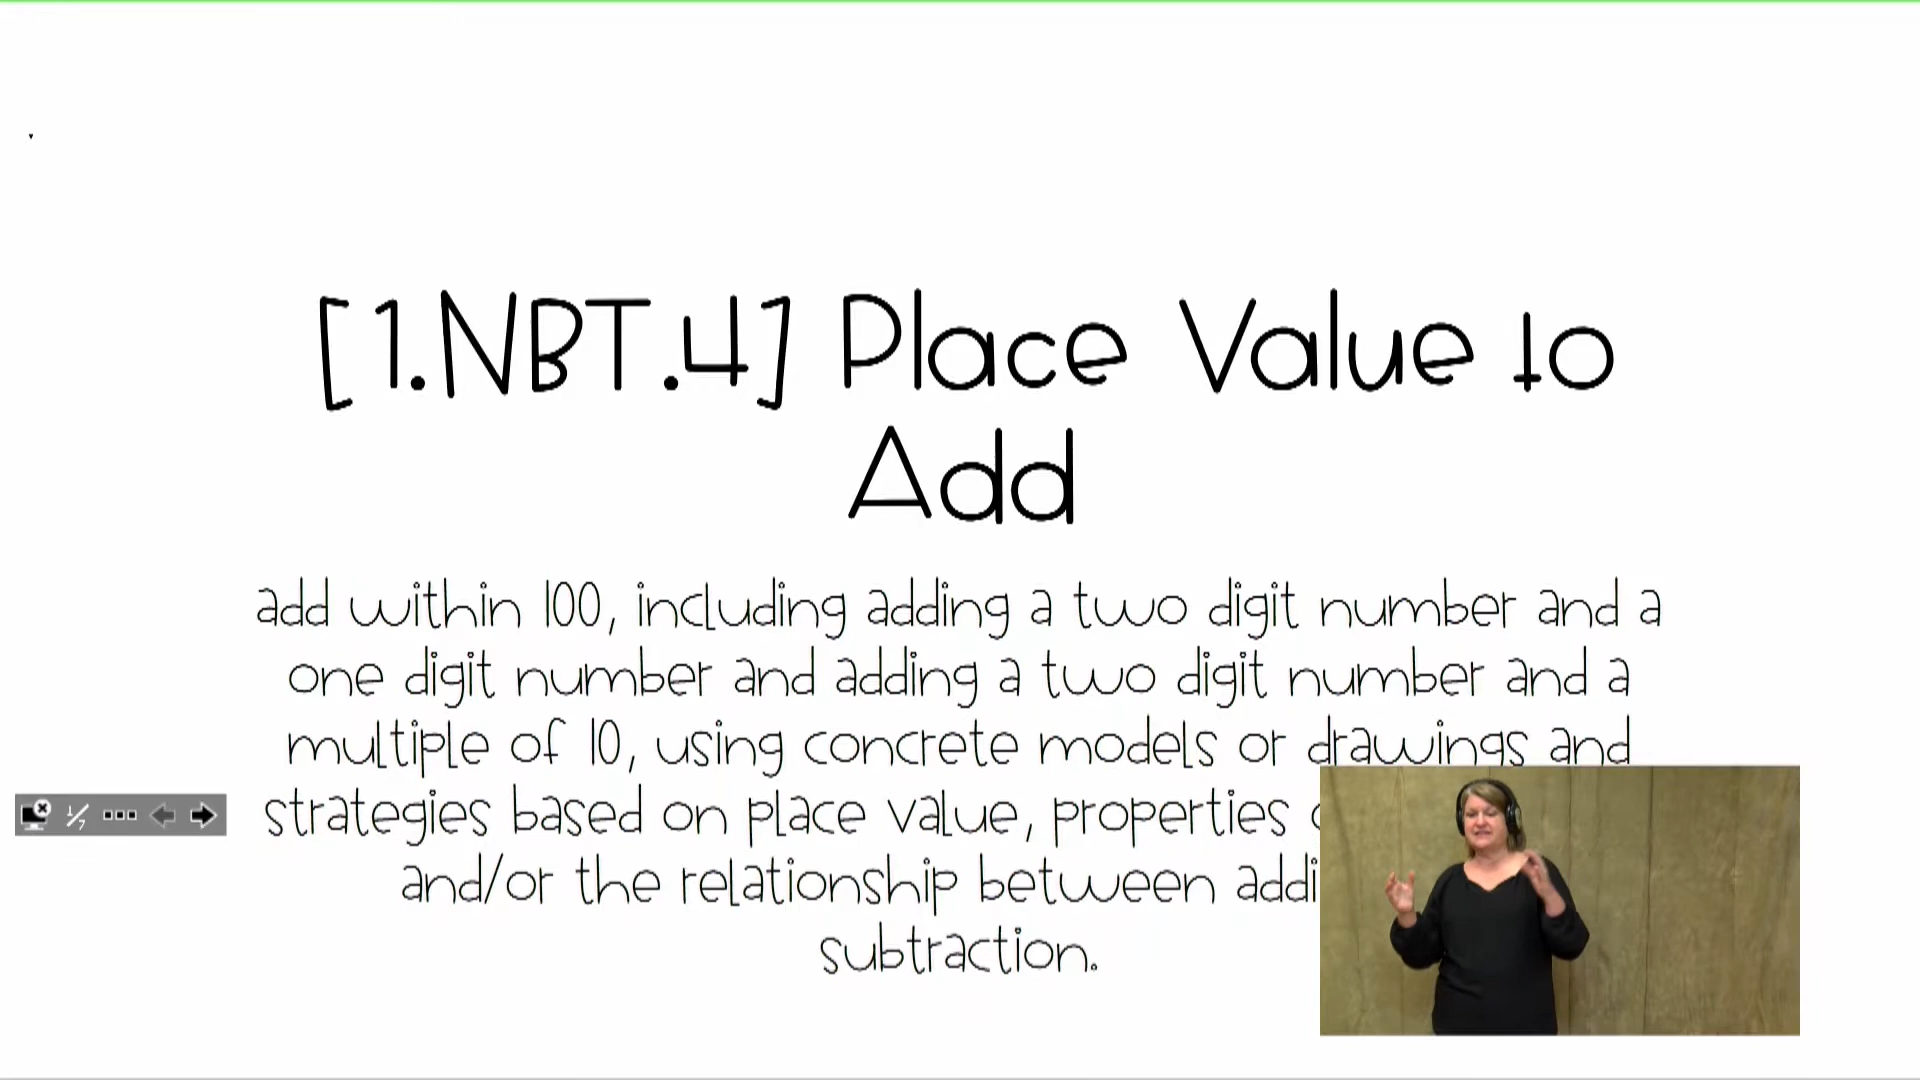 [1.NBT.4] Place Value to
Add
add within 100, including adding a two digit number and a
one digit number and adding a two digit number and a
multiple of 10, using concrete models or drawings and
strategies based on place value, properties
and/or the relationship between addi
subtraction.
1/7